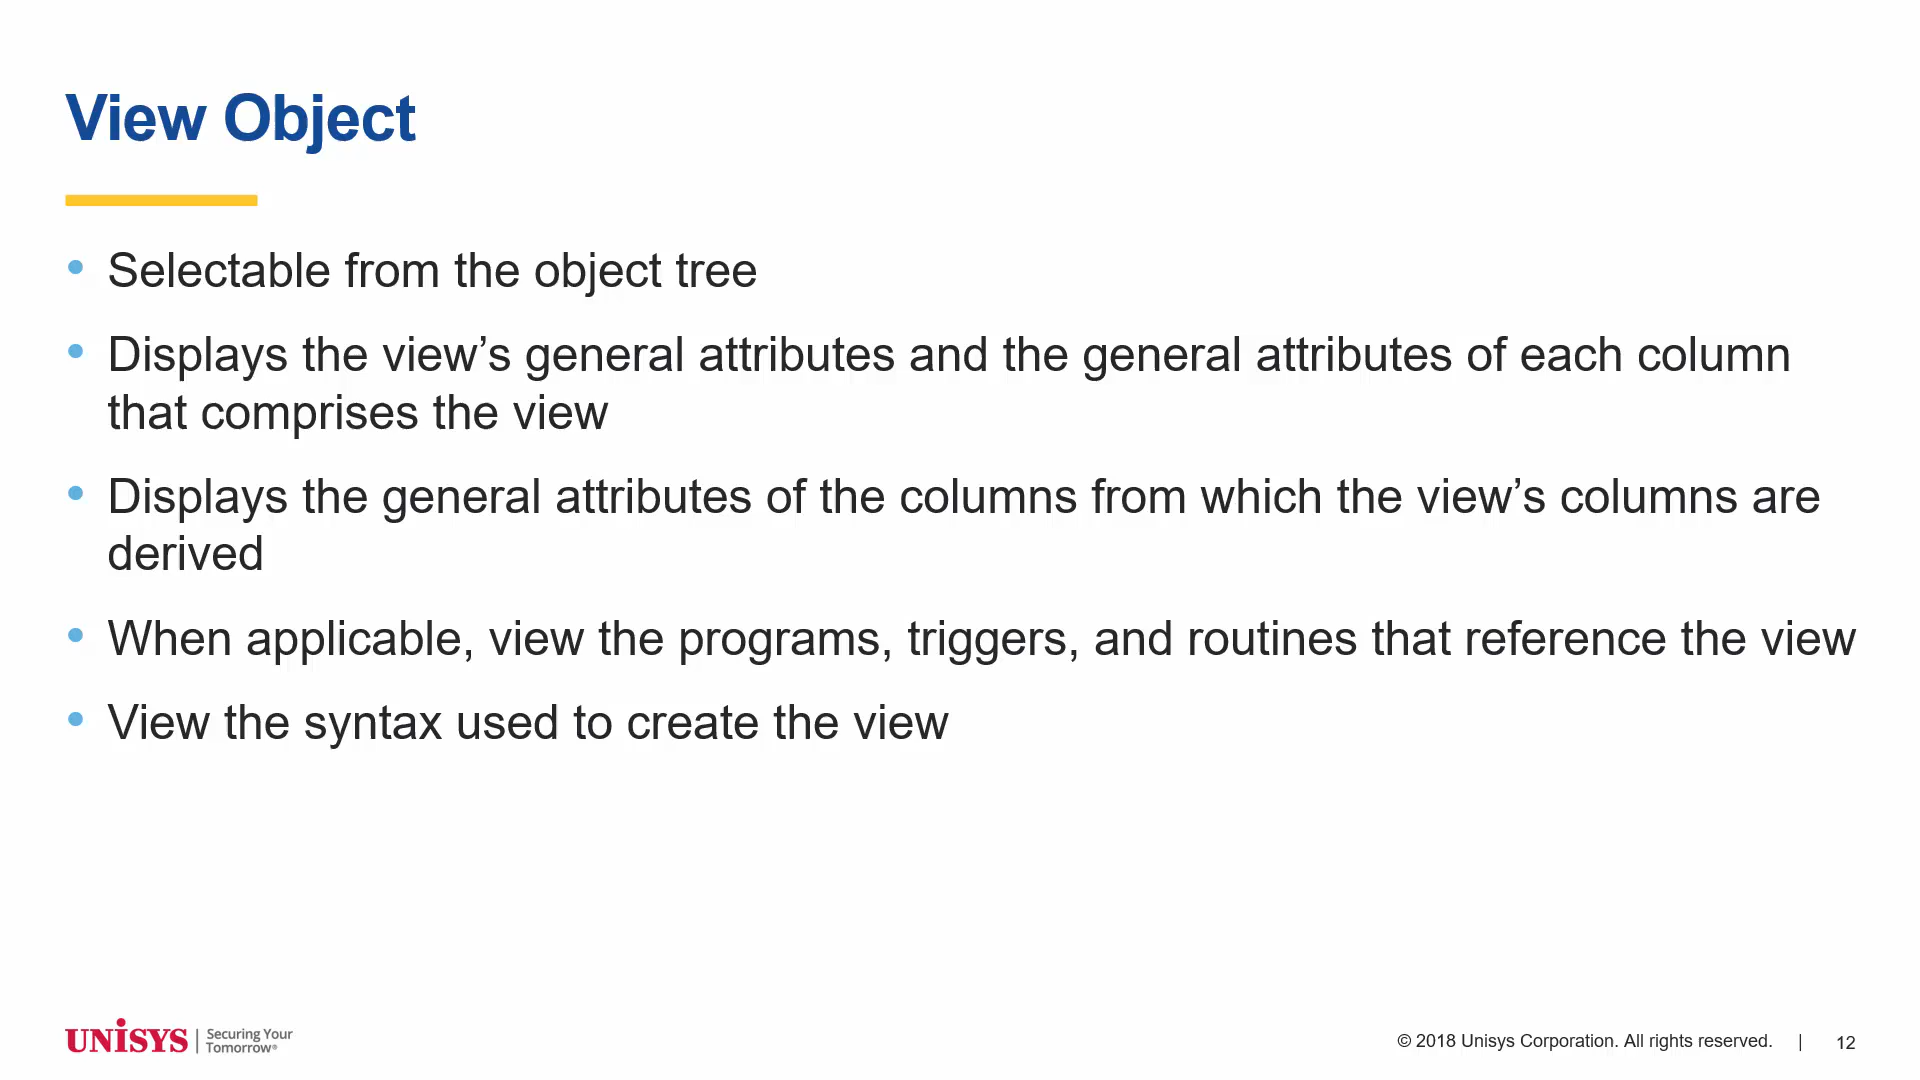 View Object
• Selectable from the object tree
• Displays the view’s general attributes and the general attributes of each column
that comprises the view
• Displays the general attributes of the columns from which the view’s columns are
derived
• When applicable, view the programs, triggers, and routines that reference the view
• View the syntax used to create the view
UNiSYS | Securing Your
Tomorrow®
© 2018 Unisys Corporation. All rights reserved. | 12